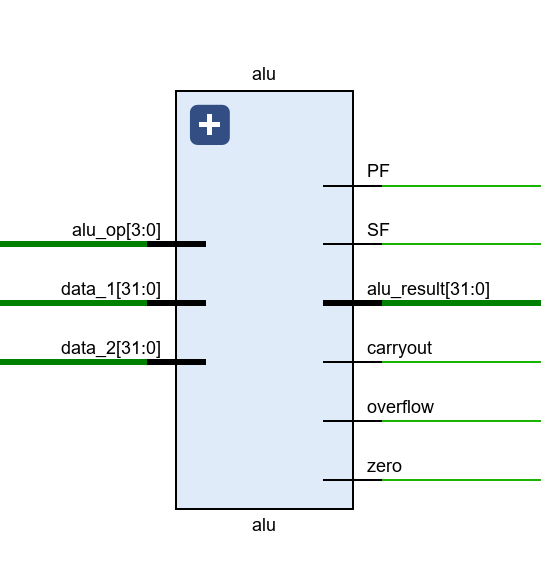 alu
PF
alu_op[3:0]
SF
data_1[31:0]
alu_result[31:0]
data_2[31:0]
carryout
overflow
zero
alu